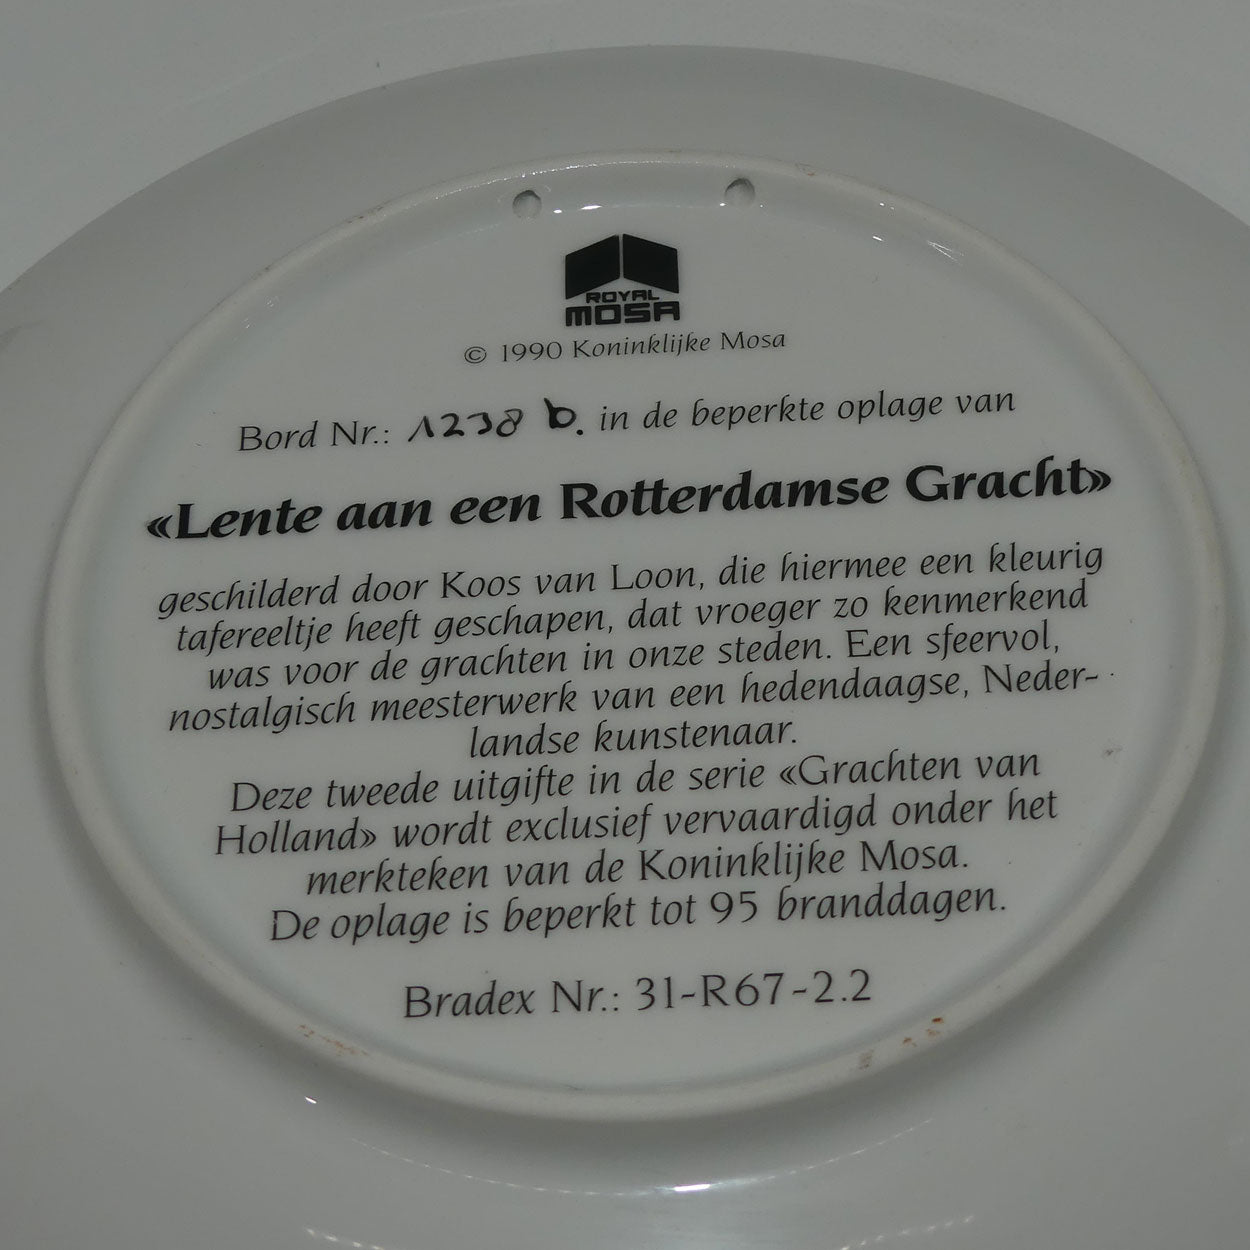 ROYAL
MOSA
© 1990 Koninklijke Mosa
Bord Nr.: 1238 b. in de beperkte oplage van
«Lente aan een Rotterdamse Gracht»
geschilderd door Koos van Loon, die hiermee een kleurig
tafereeltje heeft geschapen, dat vroeger zo kenmerkend
was voor de grachten in onze steden. Een sfeervol,
nostalgisch meesterwerk van een hedendaagse, Neder-
landse kunstenaar.
Deze tweede uitgifte in de serie «Grachten van
Holland» wordt exclusief vervaardigd onder het
merkteken van de Koninklijke Mosa.
De oplage is beperkt tot 95 branddagen.
Bradex Nr.: 31-R67-2.2